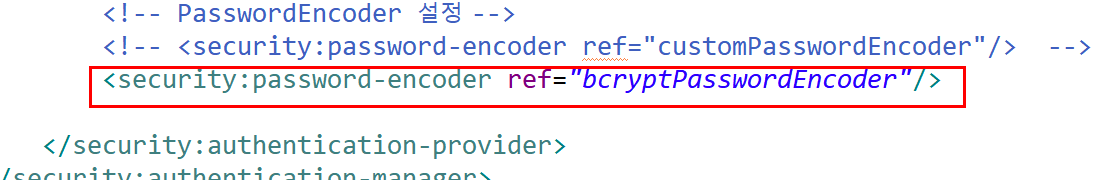 <!-- PasswordEncoder 설정 -->
<!-- <security:password-encoder ref="customPasswordEncoder"/>  -->
<security:password-encoder ref="bcryptPasswordEncoder"/>
</security:authentication-provider>
/security:authentication-manager>